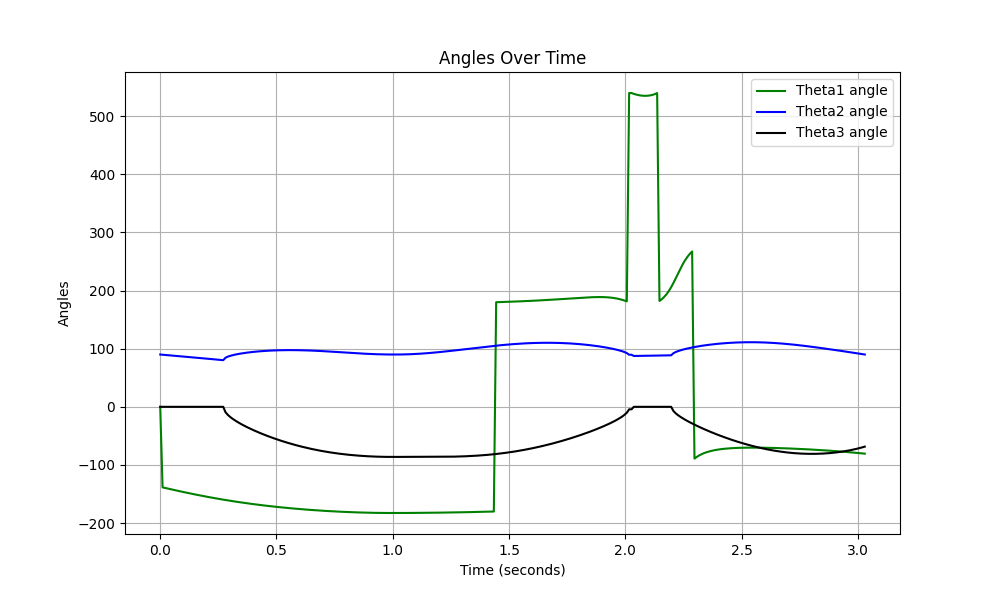 Angles Over Time
Theta1 angle
Theta2 angle
Theta3 angle
Angles
500
400
300
200
100
0
−100
−200
0.0 0.5 1.0 1.5 2.0 2.5 3.0
Time (seconds)